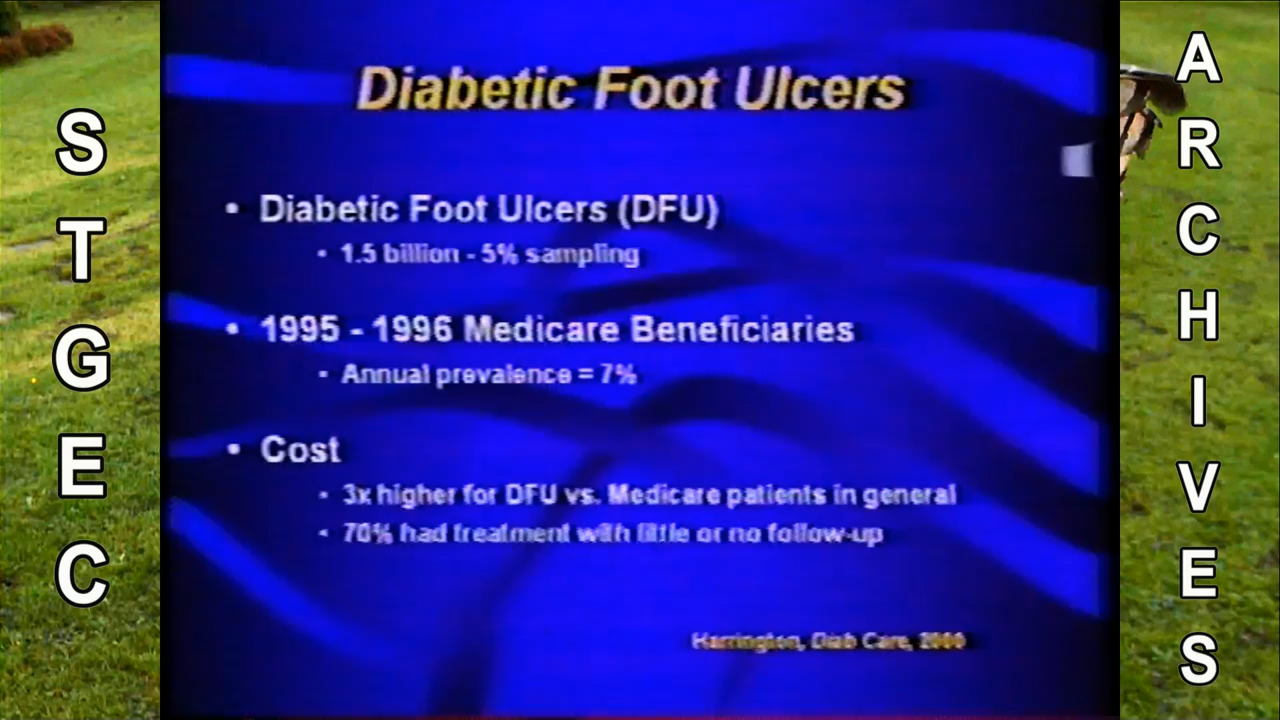 STGEC
Diabetic Foot Ulcers
• Diabetic Foot Ulcers (DFU)
• 1.5 billion - 5% sampling
• 1995 - 1996 Medicare Beneficiaries
• Annual prevalence = 7%
• Cost
• 3x higher for DFU vs. Medicare patients in general
• 70% had treatment with little or no follow-up
Harrington, Diab Care, 2000
ARCHIVES